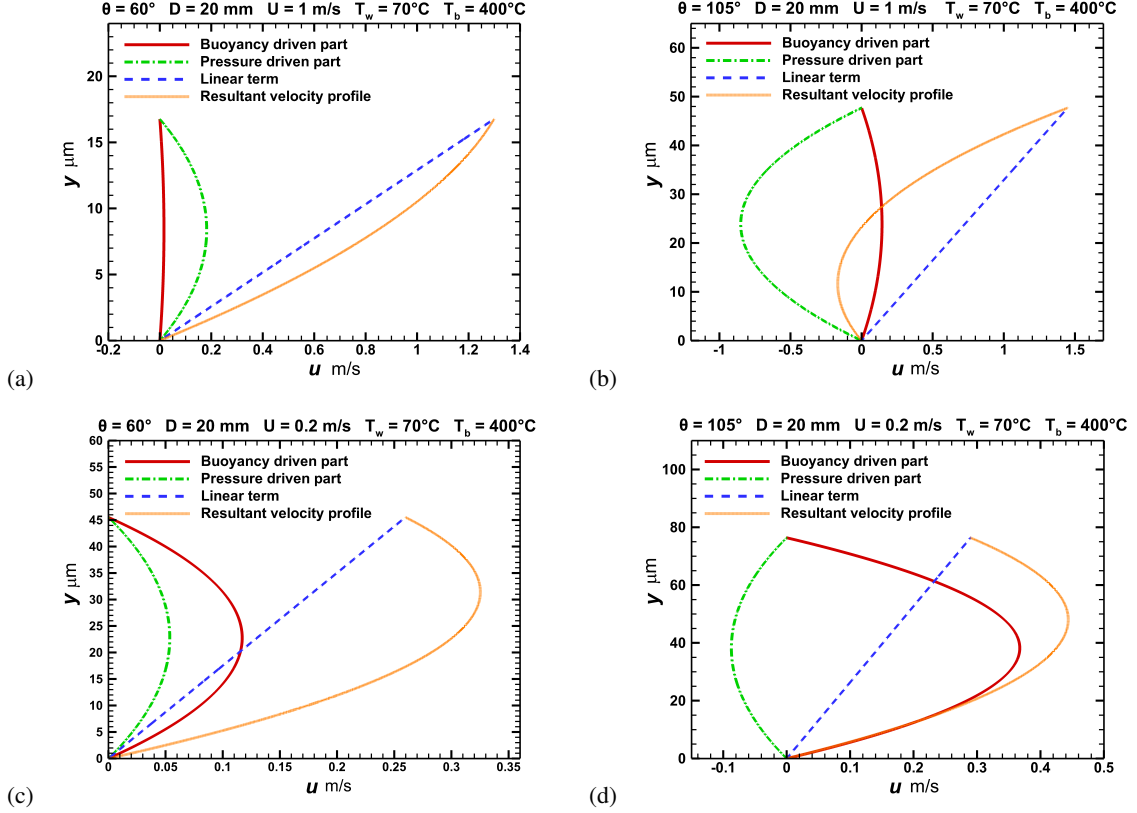 θ = 60° D = 20 mm U = 1 m/s Tw = 70°C Tb = 400°C
Buoyancy driven part
Pressure driven part
Linear term
Resultant velocity profile
y μm
20
15
10
5
0
-0.2 0 0.2 0.4 0.6 0.8 1 1.2 1.4
u m/s
(a)
θ = 105° D = 20 mm U = 1 m/s Tw = 70°C Tb = 400°C
Buoyancy driven part
Pressure driven part
Linear term
Resultant velocity profile
y μm
60
50
40
30
20
10
0
-1 -0.5 0 0.5 1 1.5
u m/s
(b)
θ = 60° D = 20 mm U = 0.2 m/s Tw = 70°C Tb = 400°C
Buoyancy driven part
Pressure driven part
Linear term
Resultant velocity profile
y μm
60
55
50
45
40
35
30
25
20
15
10
5
0
0 0.05 0.1 0.15 0.2 0.25 0.3 0.35
u m/s
(c)
θ = 105° D = 20 mm U = 0.2 m/s Tw = 70°C Tb = 400°C
Buoyancy driven part
Pressure driven part
Linear term
Resultant velocity profile
y μm
100
80
60
40
20
0
-0.1 0 0.1 0.2 0.3 0.4 0.5
u m/s
(d)